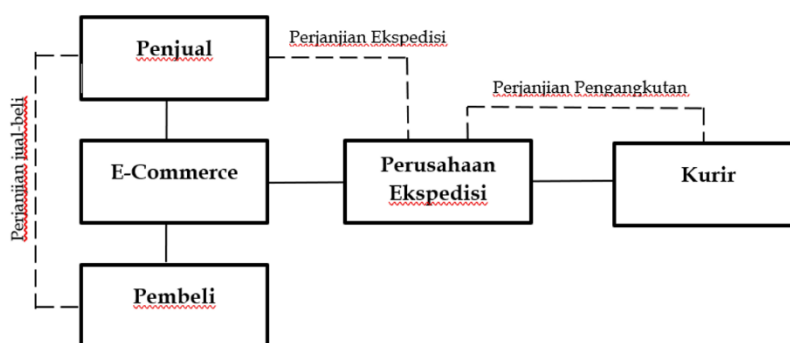 Penjual
Perjanjian Ekspedisi
Perjanjian Pengangkutan
Perjanjian jual-beli
E-Commerce
Perusahaan
Ekspedisi
Kurir
Pembeli